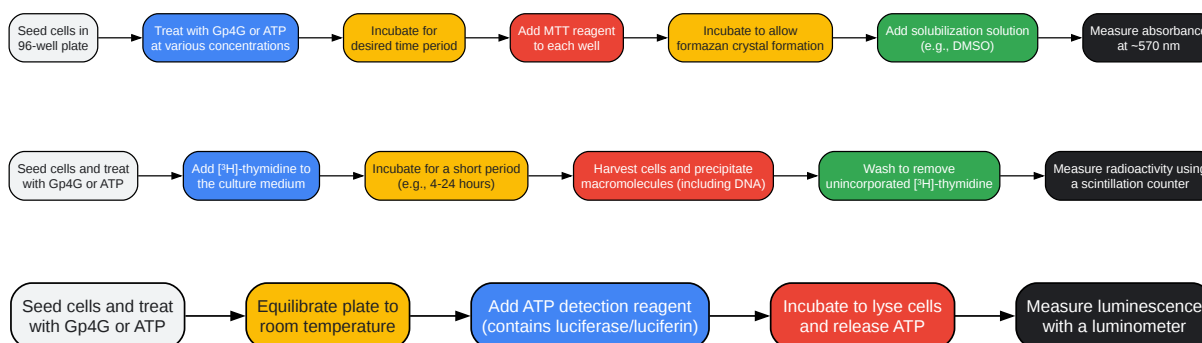 Seed cells in
96-well plate
Treat with Gp4G or ATP
at various concentrations
Incubate for
desired time period
Add MTT reagent
to each well
Incubate to allow
formazan crystal formation
Add solubilization solution
(e.g., DMSO)
Measure absorbance
at ~570 nm
Seed cells and treat
with Gp4G or ATP
Add [³H]-thymidine to
the culture medium
Incubate for a short period
(e.g., 4-24 hours)
Harvest cells and precipitate
macromolecules (including DNA)
Wash to remove
unincorporated [³H]-thymidine
Measure radioactivity using
a scintillation counter
Seed cells and treat
with Gp4G or ATP
Equilibrate plate to
room temperature
Add ATP detection reagent
(contains luciferase/luciferin)
Incubate to lyse cells
and release ATP
Measure luminescence
with a luminometer